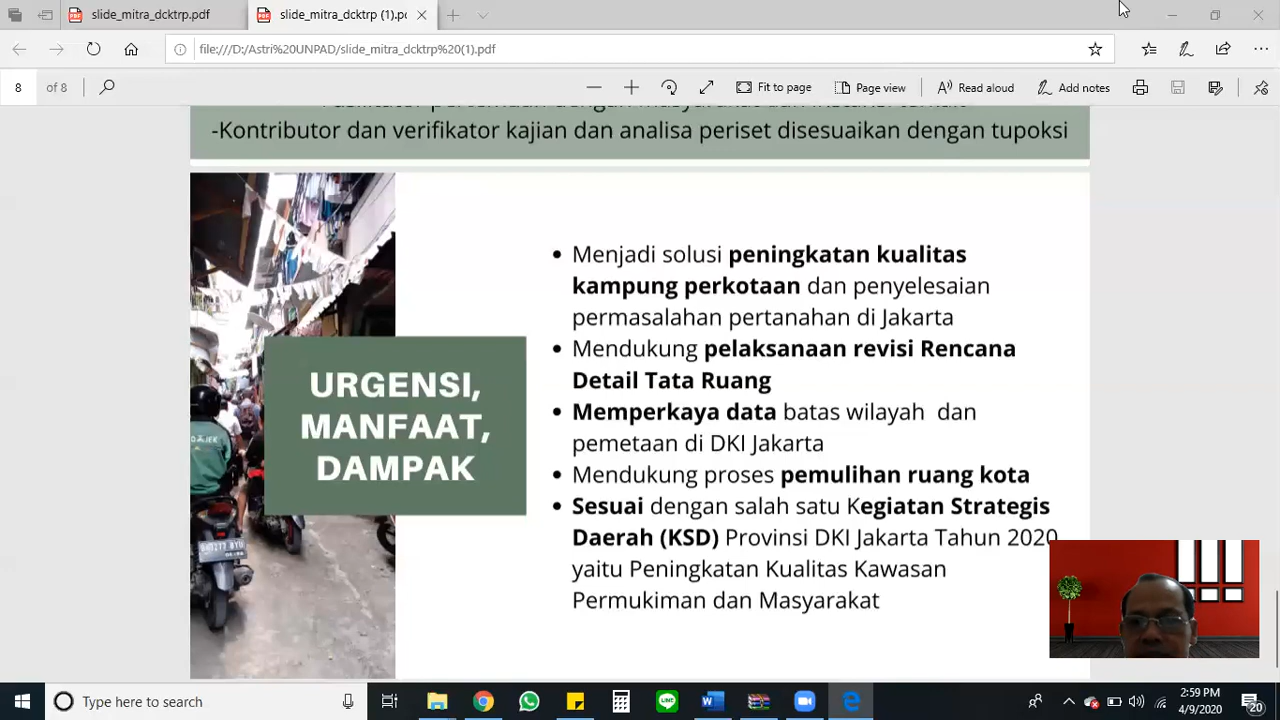 slide_mitra_dcktrp.pdf
slide_mitra_dcktrp (1).pdf
file:///D:/Astri%20UNPAD/slide_mitra_dcktrp%20(1).pdf
8 of 8
Fit to page
Page view
Read aloud
Add notes
-Kontributor dan verifikator kajian dan analisa periset disesuaikan dengan tupoksi
URGENSI,
MANFAAT,
DAMPAK
• Menjadi solusi peningkatan kualitas
kampung perkotaan dan penyelesaian
permasalahan pertanahan di Jakarta
• Mendukung pelaksanaan revisi Rencana
Detail Tata Ruang
• Memperkaya data batas wilayah dan
pemetaan di DKI Jakarta
• Mendukung proses pemulihan ruang kota
• Sesuai dengan salah satu Kegiatan Strategis
Daerah (KSD) Provinsi DKI Jakarta Tahun 2020
yaitu Peningkatan Kualitas Kawasan
Permukiman dan Masyarakat
Type here to search
2:59 PM
4/9/2020
20